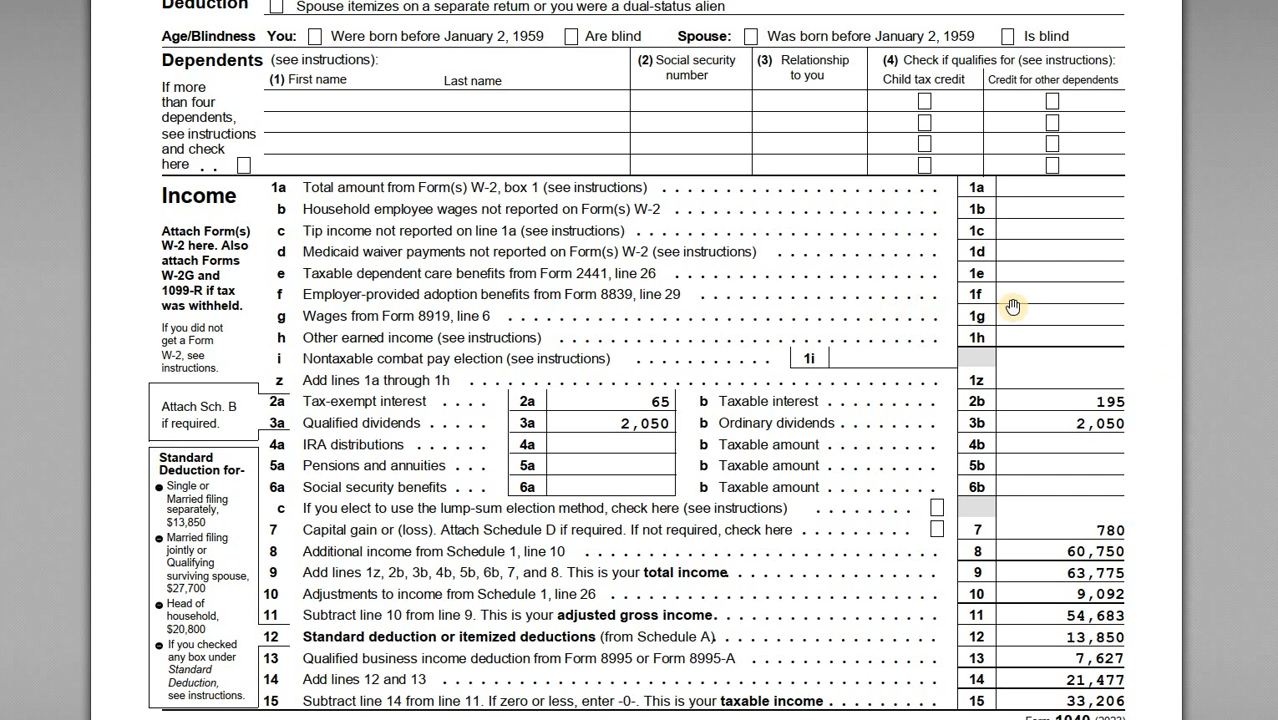 Deduction Spouse itemizes on a separate return or you were a dual-status alien
Age/Blindness You: Were born before January 2, 1959 Are blind Spouse: Was born before January 2, 1959 Is blind
Dependents (see instructions): (2) Social security number (3) Relationship to you (4) Check if qualifies for (see instructions):
(1) First name Last name Child tax credit Credit for other dependents
If more
than four
dependents,
see instructions
and check
here . .
Income
Attach Form(s)
W-2 here. Also
attach Forms
W-2G and
1099-R if tax
was withheld.
If you did not
get a Form
W-2, see
instructions.
1a Total amount from Form(s) W-2, box 1 (see instructions) 1a
b Household employee wages not reported on Form(s) W-2 1b
c Tip income not reported on line 1a (see instructions) 1c
d Medicaid waiver payments not reported on Form(s) W-2 (see instructions) 1d
e Taxable dependent care benefits from Form 2441, line 26 1e
f Employer-provided adoption benefits from Form 8839, line 29 1f
g Wages from Form 8919, line 6 1g
h Other earned income (see instructions) 1h
i Nontaxable combat pay election (see instructions) 1i
z Add lines 1a through 1h 1z
Attach Sch. B
if required.
2a Tax-exempt interest 2a 65 b Taxable interest 2b 195
3a Qualified dividends 3a 2,050 b Ordinary dividends 3b 2,050
4a IRA distributions 4a b Taxable amount 4b
5a Pensions and annuities 5a b Taxable amount 5b
6a Social security benefits 6a b Taxable amount 6b
c If you elect to use the lump-sum election method, check here (see instructions)
7 Capital gain or (loss). Attach Schedule D if required. If not required, check here 7 780
8 Additional income from Schedule 1, line 10 8 60,750
9 Add lines 1z, 2b, 3b, 4b, 5b, 6b, 7, and 8. This is your total income 9 63,775
10 Adjustments to income from Schedule 1, line 26 10 9,092
11 Subtract line 10 from line 9. This is your adjusted gross income 11 54,683
12 Standard deduction or itemized deductions (from Schedule A) 12 13,850
13 Qualified business income deduction from Form 8995 or Form 8995-A 13 7,627
14 Add lines 12 and 13 14 21,477
15 Subtract line 14 from line 11. If zero or less, enter -0-. This is your taxable income 15 33,206
Standard
Deduction for-
Single or
Married filing
separately,
$13,850
Married filing
jointly or
Qualifying
surviving spouse,
$27,700
Head of
household,
$20,800
If you checked
any box under
Standard
Deduction,
see instructions.
Form 1040 (2023)